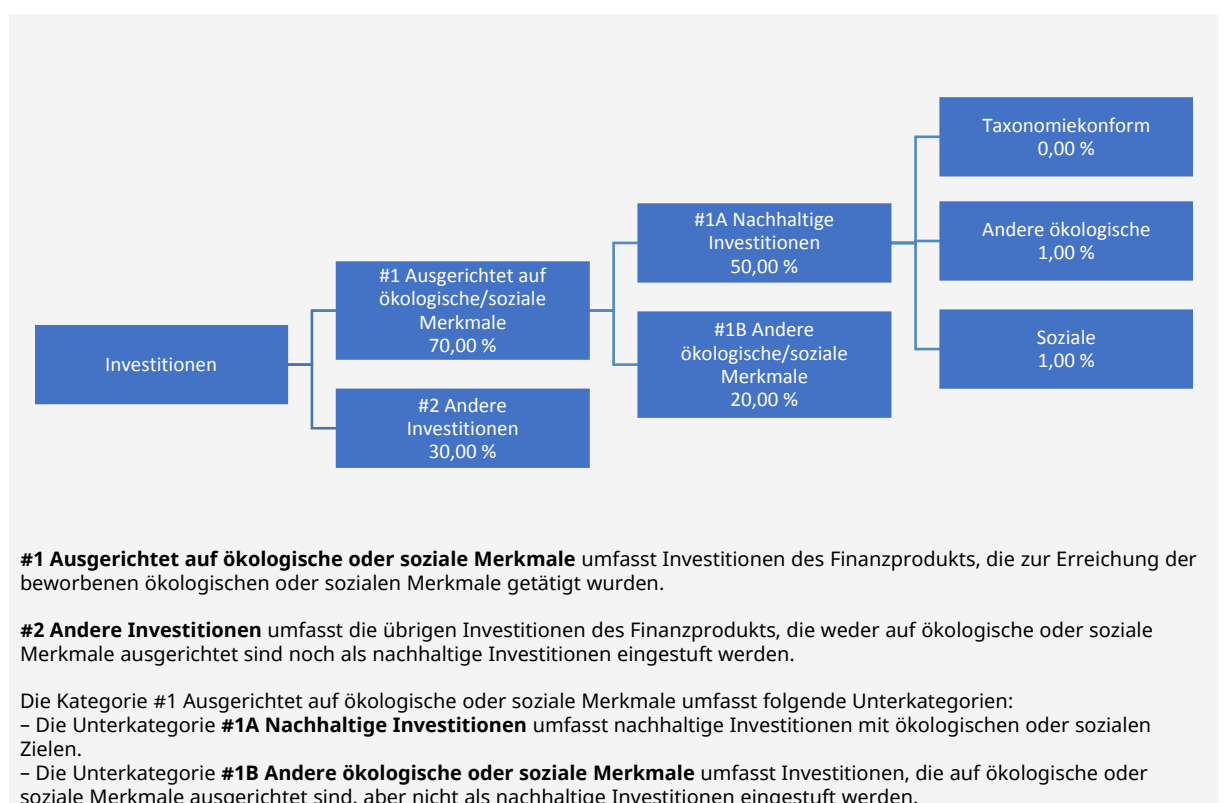 Investitionen
#1 Ausgerichtet auf
ökologische/soziale
Merkmale
70,00 %
#2 Andere
Investitionen
30,00 %
#1A Nachhaltige
Investitionen
50,00 %
#1B Andere
ökologische/soziale
Merkmale
20,00 %
Taxonomiekonform
0,00 %
Andere ökologische
1,00 %
Soziale
1,00 %
#1 Ausgerichtet auf ökologische oder soziale Merkmale umfasst Investitionen des Finanzprodukts, die zur Erreichung der
beworbenen ökologischen oder sozialen Merkmale getätigt wurden.
#2 Andere Investitionen umfasst die übrigen Investitionen des Finanzprodukts, die weder auf ökologische oder soziale
Merkmale ausgerichtet sind noch als nachhaltige Investitionen eingestuft werden.
Die Kategorie #1 Ausgerichtet auf ökologische oder soziale Merkmale umfasst folgende Unterkategorien:
– Die Unterkategorie #1A Nachhaltige Investitionen umfasst nachhaltige Investitionen mit ökologischen oder sozialen
Zielen.
– Die Unterkategorie #1B Andere ökologische oder soziale Merkmale umfasst Investitionen, die auf ökologische oder
soziale Merkmale ausgerichtet sind, aber nicht als nachhaltige Investitionen eingestuft werden.